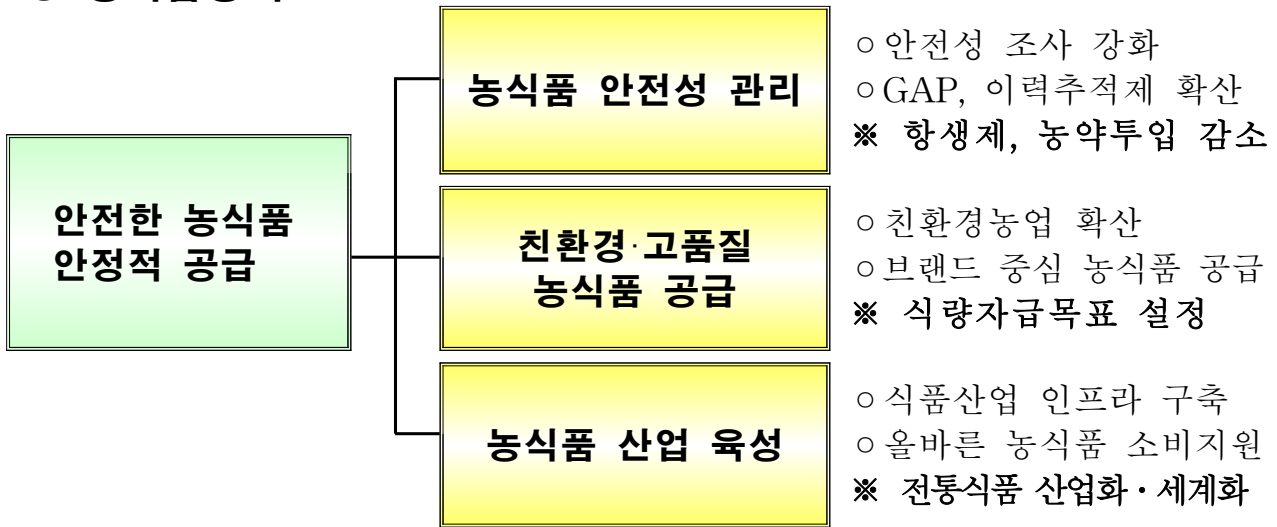 안전한 농식품
안정적 공급
농식품 안전성 관리
○안전성 조사 강화
○GAP, 이력추적제 확산
※ 항생제, 농약투입 감소
친환경·고품질
농식품 공급
○친환경농업 확산
○브랜드 중심 농식품 공급
※ 식량자급목표 설정
농식품 산업 육성
○식품산업 인프라 구축
○올바른 농식품 소비지원
※ 전통식품 산업화·세계화